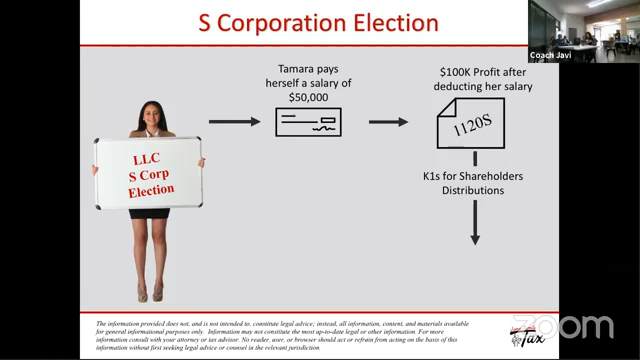 S Corporation Election
Coach Javi
Tamara pays
herself a salary of
$50,000
$100K Profit after
deducting her salary
1120S
LLC
S Corp
Election
K1s for Shareholders
Distributions
The information provided does not, and is not intended to, constitute legal advice; instead, all information, content, and materials available
for general informational purposes only. Information may not constitute the most up-to-date legal or other information. For more
information consult with your attorney or tax advisor. No reader, user, or browser should act or refrain from acting on the basis of this
information without first seeking legal advice or counsel in the relevant jurisdiction.
Tax
zoom